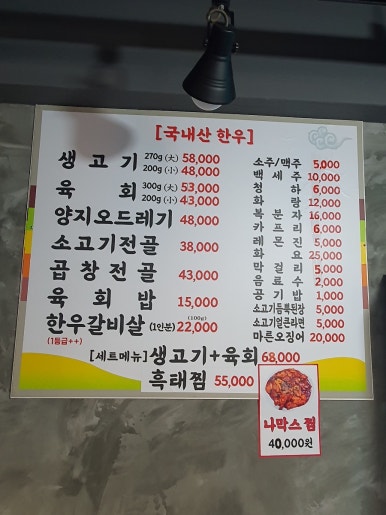 [국내산 한우]
생고기 270g(大) 58,000
200g(小) 48,000
육회 300g(大) 53,000
200g(小) 43,000
양지오드레기 48,000
소고기전골 38,000
곱창전골 43,000
육회밥 15,000
한우갈비살 (1인분) (100g) 22,000
(1등급++)
[세트메뉴] 생고기+육회 68,000
흑태찜 55,000
소주/맥주 5,000
백세주 10,000
청하 6,000
화랑 12,000
복분자 16,000
카프리 6,000
레몬진 5,000
화요 25,000
막걸리 5,000
음료수 2,000
공기밥 1,000
소고기듬뿍된장 5,000
소고기얼큰라면 5,000
마른오징어 20,000
나막스찜
40,000원